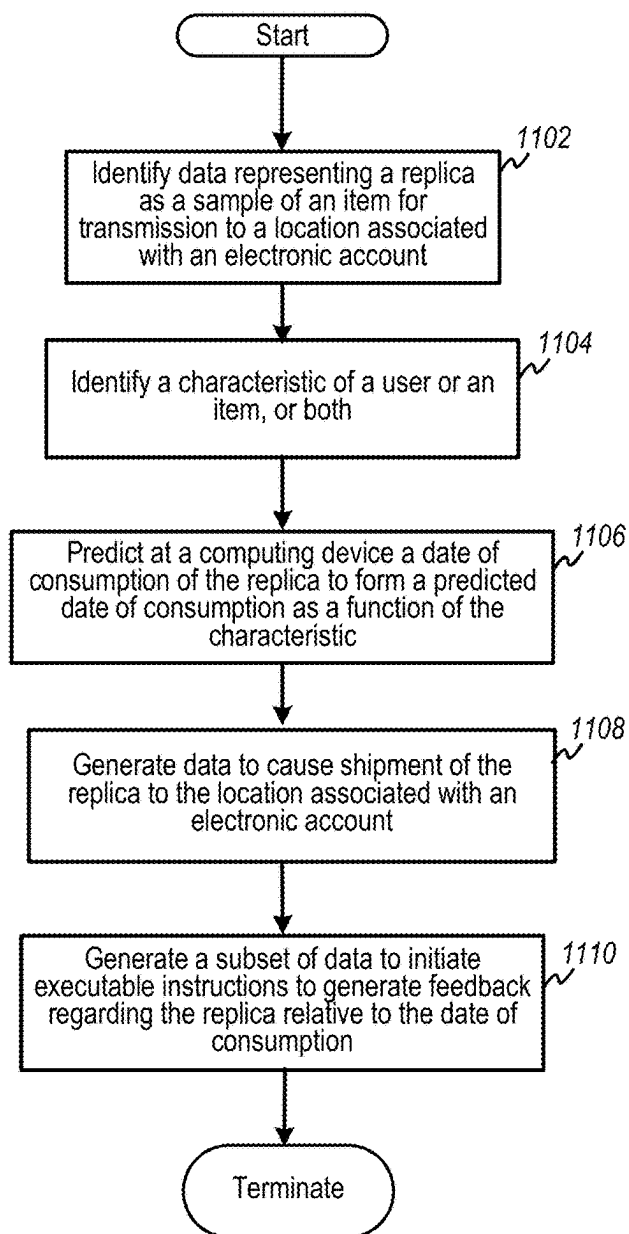 Start
1102
Identify data representing a replica
as a sample of an item for
transmission to a location associated
with an electronic account
1104
Identify a characteristic of a user or an
item, or both
1106
Predict at a computing device a date of
consumption of the replica to form a predicted
date of consumption as a function of the
characteristic
1108
Generate data to cause shipment of the
replica to the location associated with an
electronic account
1110
Generate a subset of data to initiate
executable instructions to generate feedback
regarding the replica relative to the date of
consumption
Terminate